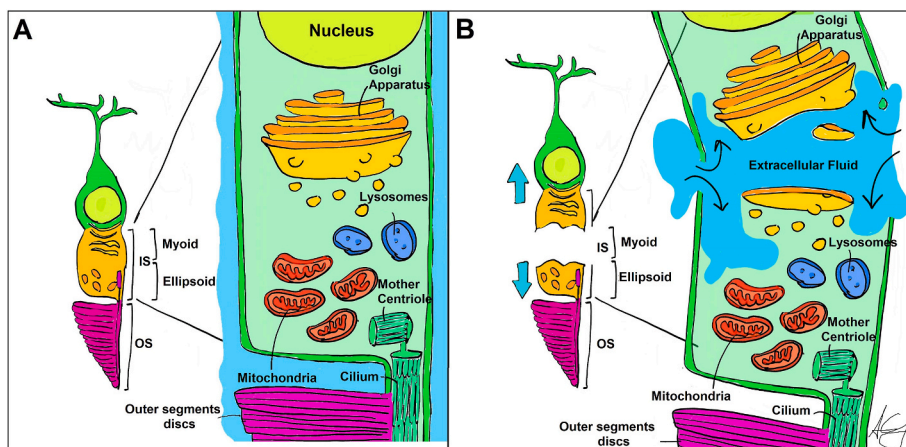 A
Nucleus
Golgi
Apparatus
Lysosomes
Myoid
IS
Ellipsoid
Mother
Centriole
OS
Mitochondria
Cilium
Outer segments
discs
B
Golgi
Apparatus
Extracellular Fluid
Myoid
IS
Lysosomes
Ellipsoid
Mother
Centriole
OS
Mitochondria
Cilium
Outer segments
discs